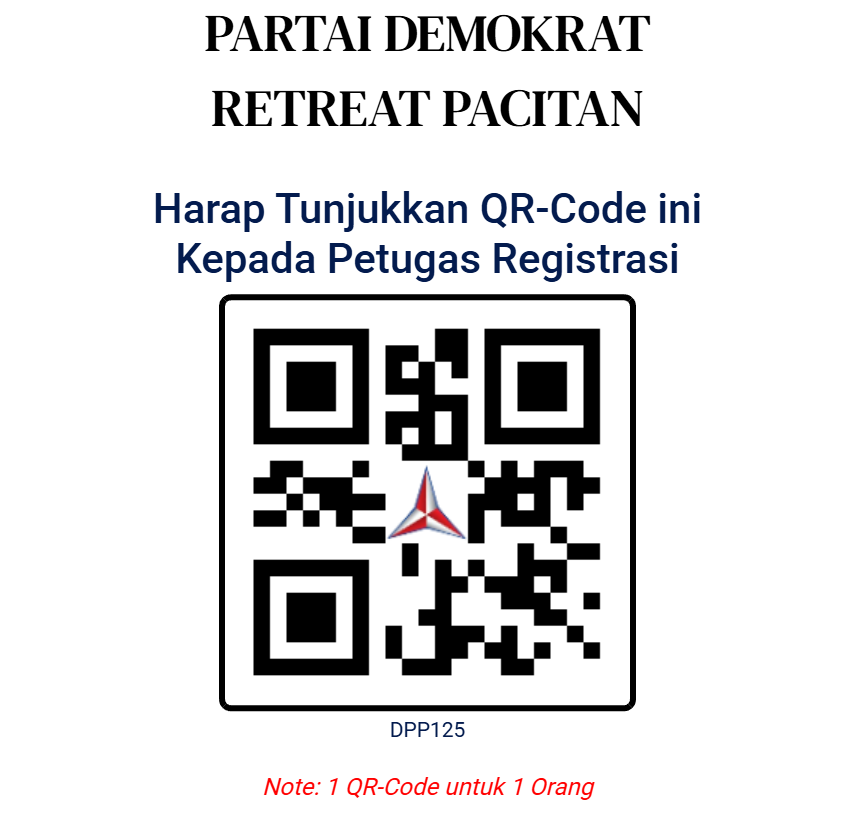 PARTAI DEMOKRAT
RETREAT PACITAN
Harap Tunjukkan QR-Code ini
Kepada Petugas Registrasi
DPP125
Note: 1 QR-Code untuk 1 Orang